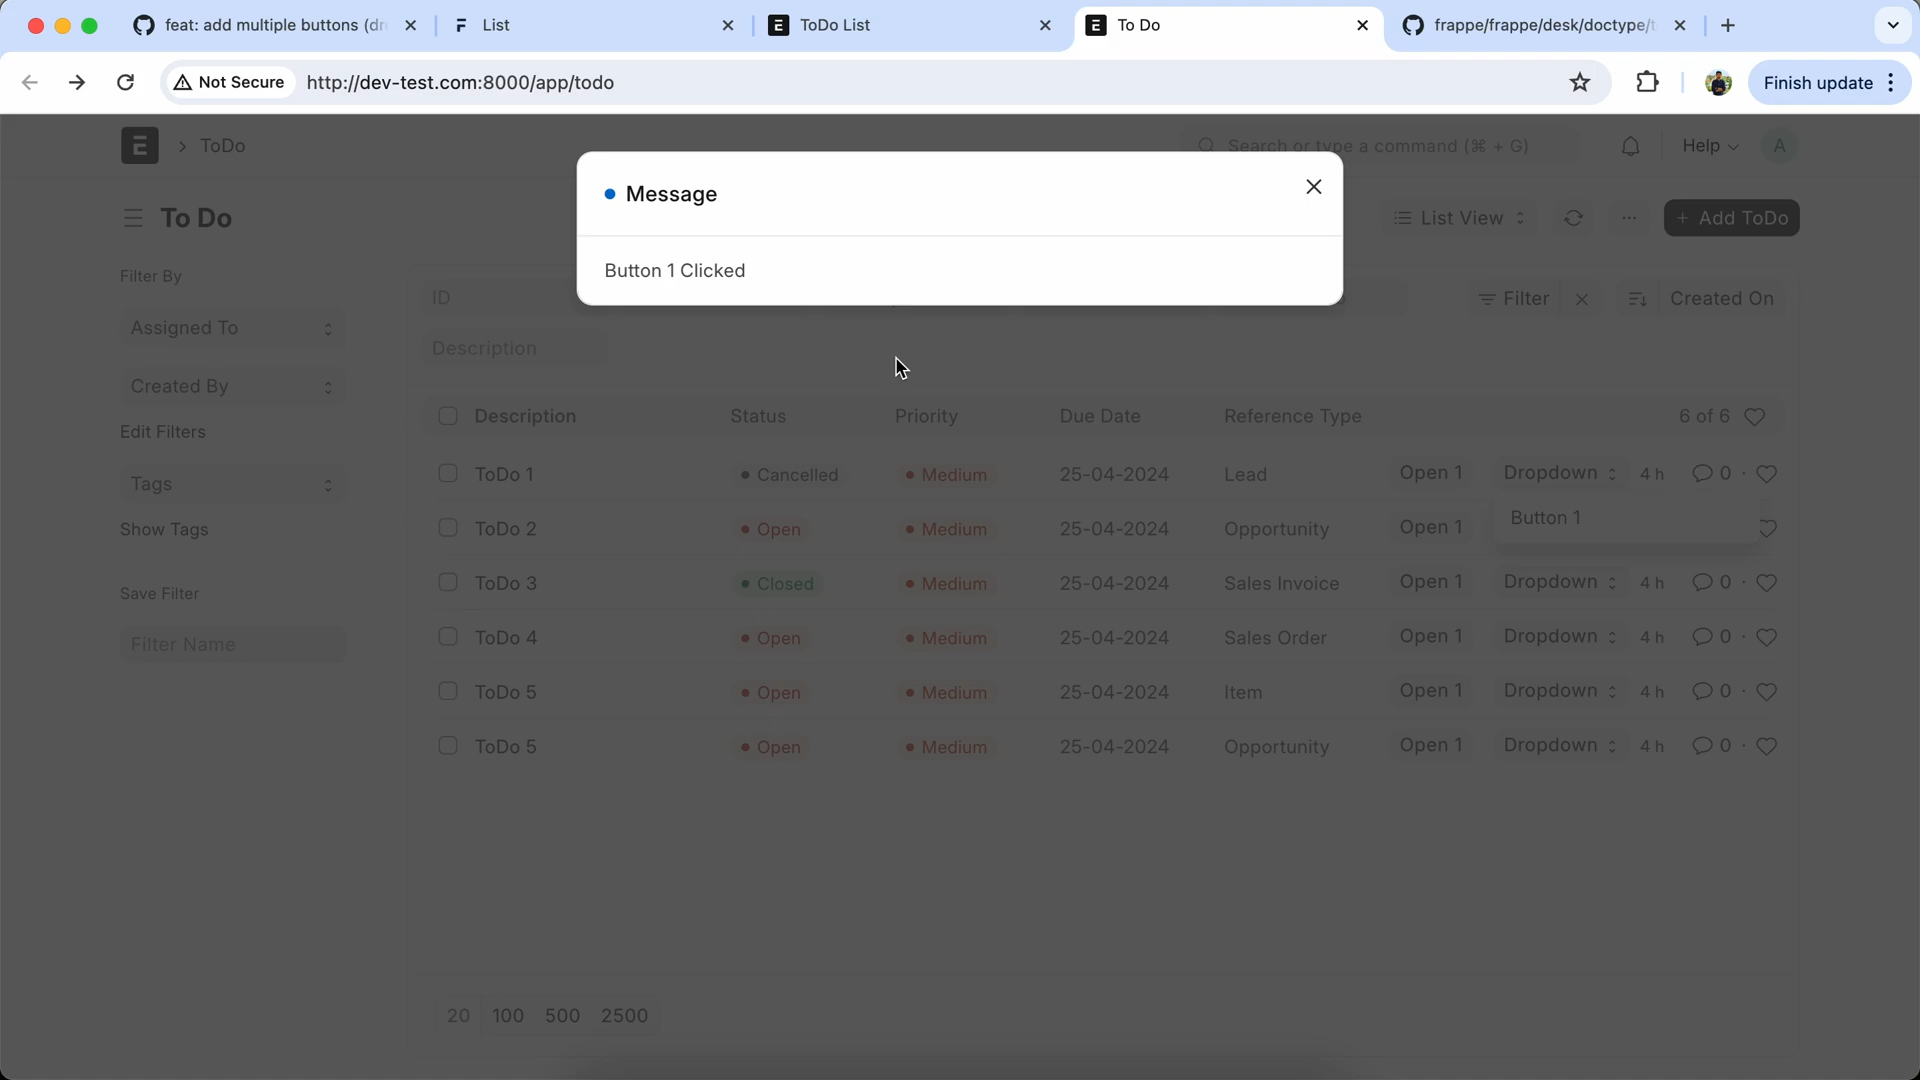 feat: add multiple buttons (dr
List
ToDo List
To Do
frappe/frappe/desk/doctype/t
Not Secure
http://dev-test.com:8000/app/todo
Finish update
E
ToDo
Search or type a command (⌘ + G)
Help
A
Message
Button 1 Clicked
To Do
List View
+ Add ToDo
Filter By
Assigned To
Created By
Edit Filters
Tags
Show Tags
Save Filter
Filter Name
ID
Filter
Created On
Description
Description Status Priority Due Date Reference Type 6 of 6
ToDo 1 Cancelled Medium 25-04-2024 Lead Open 1 Dropdown 4 h 0
Button 1
ToDo 2 Open Medium 25-04-2024 Opportunity Open 1
ToDo 3 Closed Medium 25-04-2024 Sales Invoice Open 1 Dropdown 4 h 0
ToDo 4 Open Medium 25-04-2024 Sales Order Open 1 Dropdown 4 h 0
ToDo 5 Open Medium 25-04-2024 Item Open 1 Dropdown 4 h 0
ToDo 5 Open Medium 25-04-2024 Opportunity Open 1 Dropdown 4 h 0
20 100 500 2500